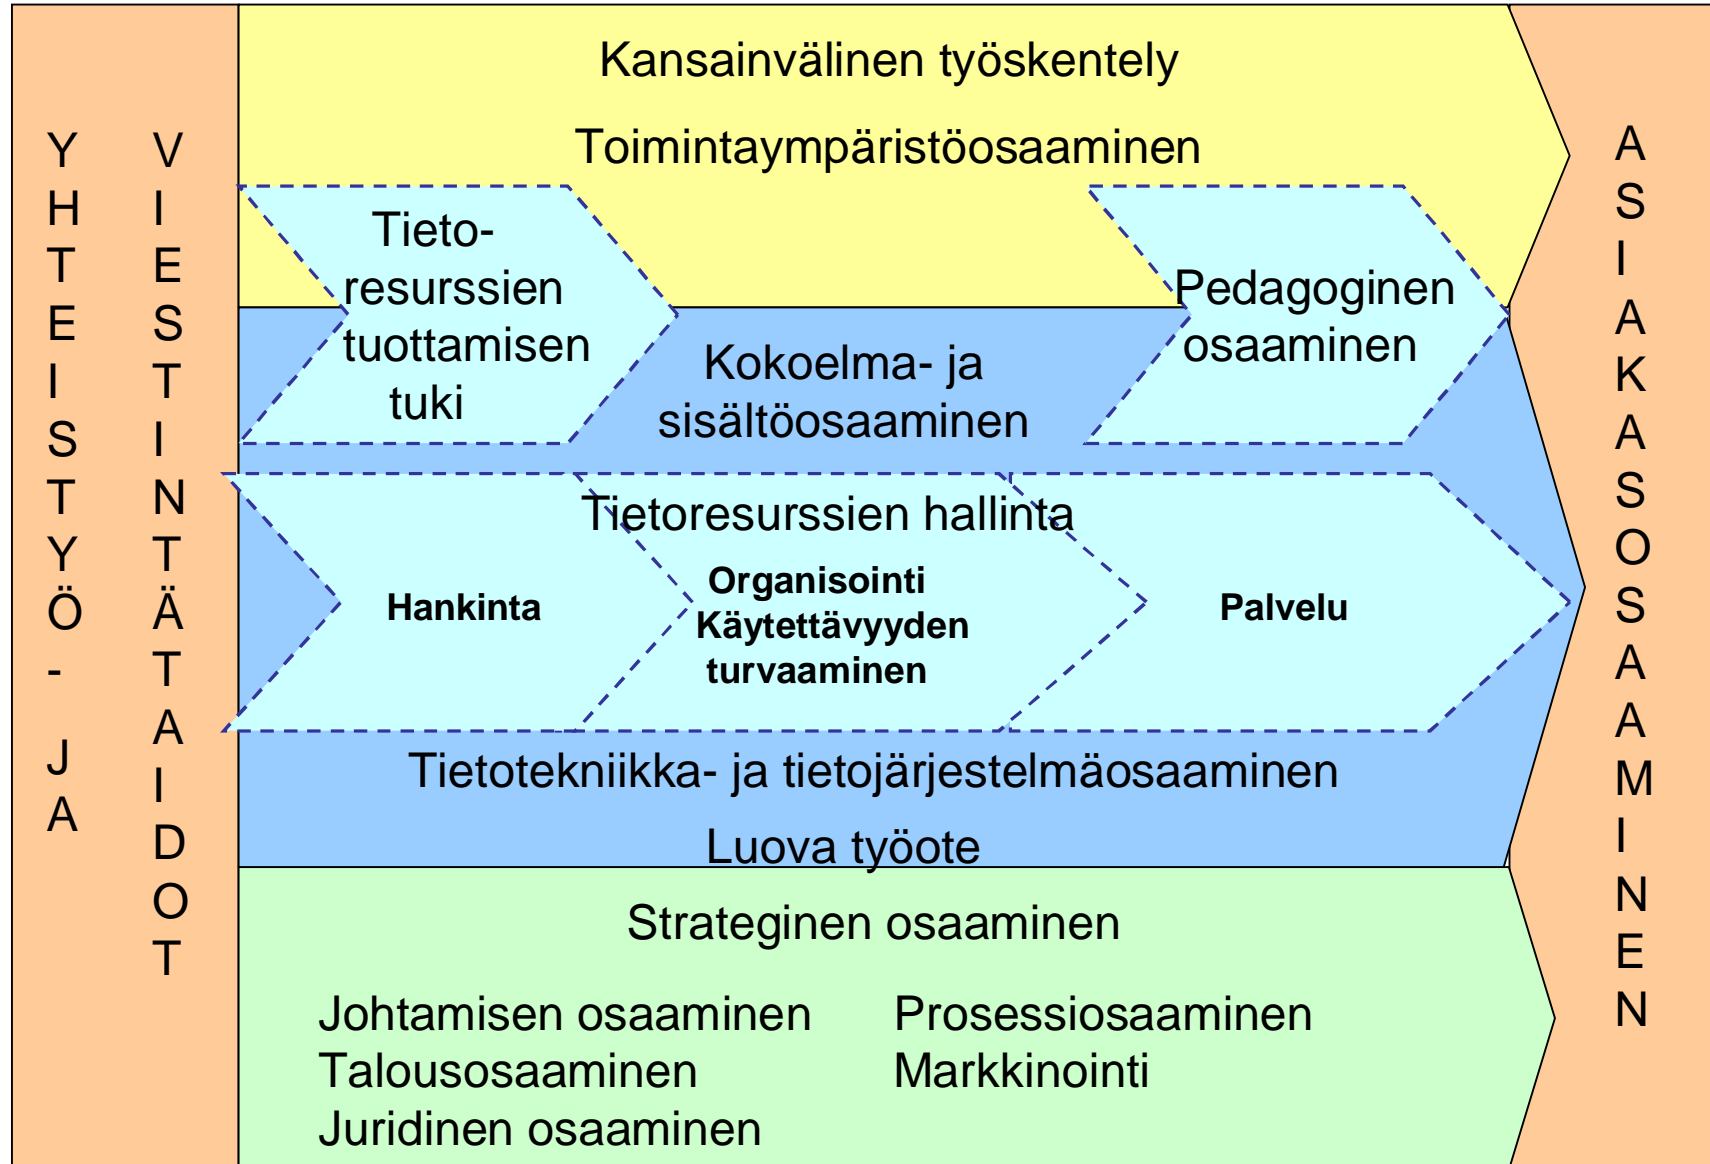 YHTEISTYÖ- JA
VIESTINTÄTAIDOT
Kansainvälinen työskentely
Toimintaympäristöosaaminen
Tieto-
resurssien
tuottamisen
tuki
Pedagoginen
osaaminen
Kokoelma- ja
sisältöosaaminen
Tietoresurssien hallinta
Hankinta
Organisointi
Käytettävyyden
turvaaminen
Palvelu
Tietotekniikka- ja tietojärjestelmäosaaminen
Luova työote
Strateginen osaaminen
Johtamisen osaaminen
Talousosaaminen
Juridinen osaaminen
Prosessiosaaminen
Markkinointi
ASIAKASOSAAMINEN